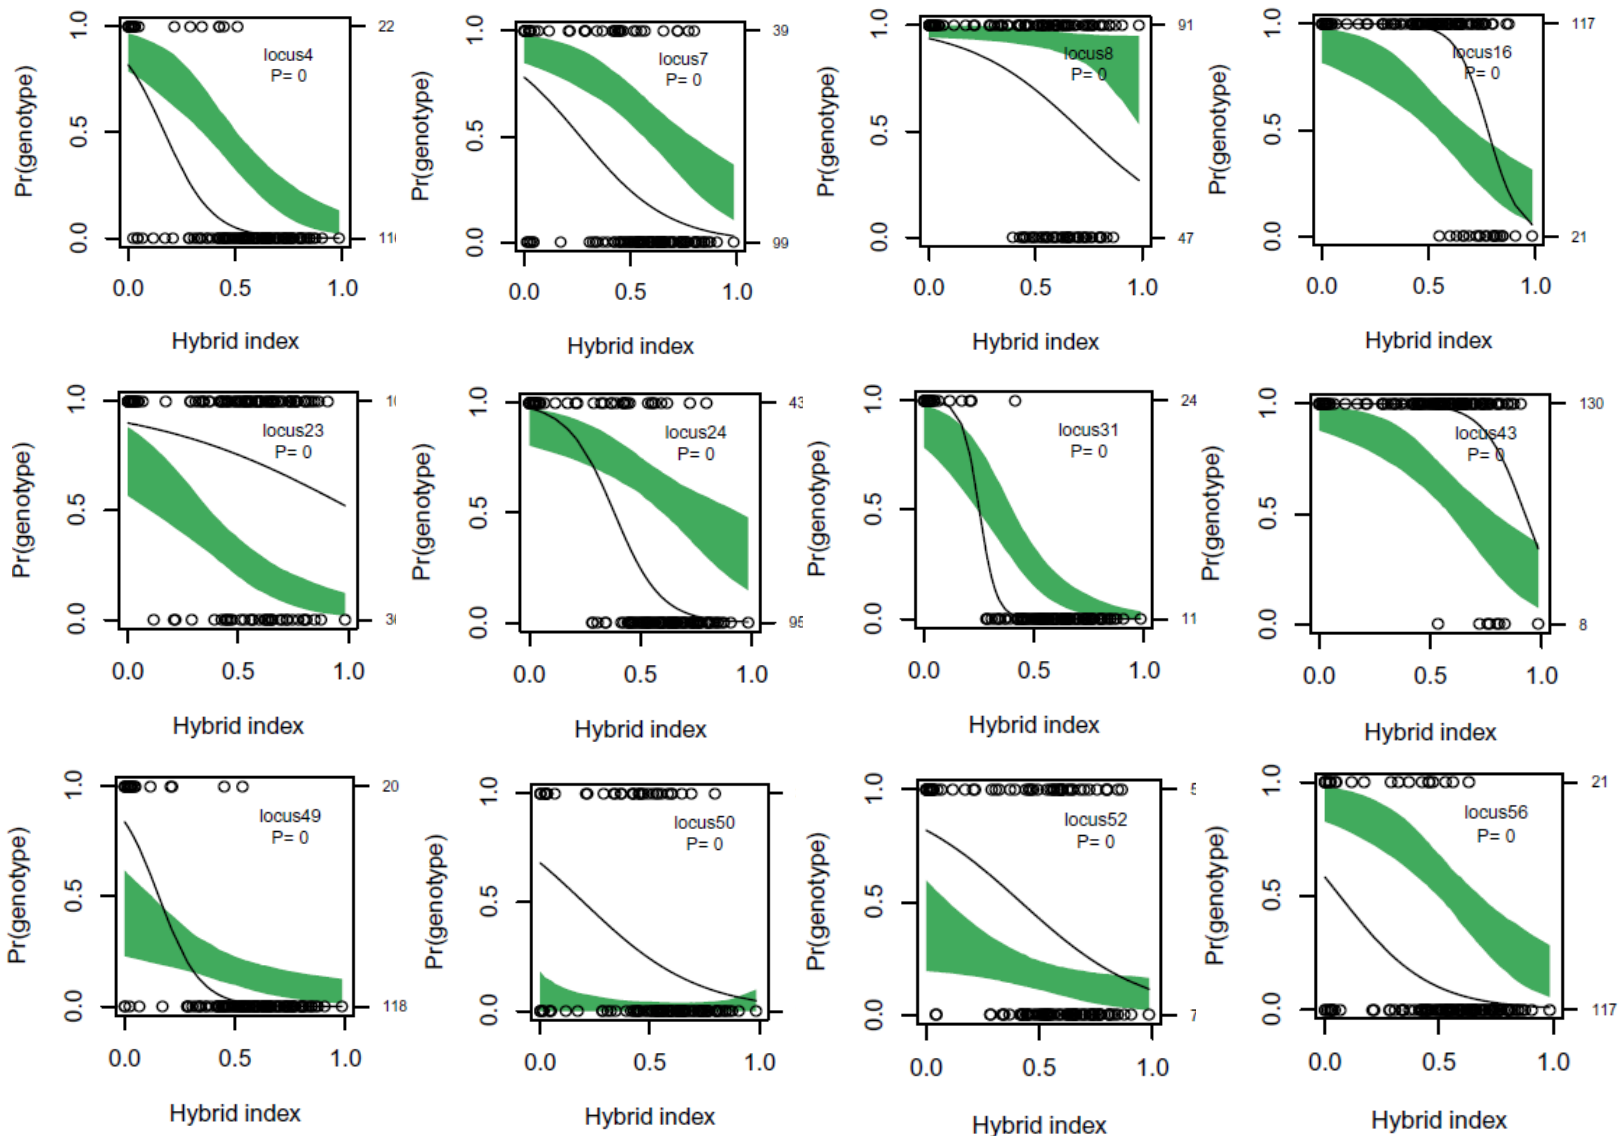 1.0 22
locus4
P= 0
0.5
0.0 11(
0.0 0.5 1.0
Pr(genotype)
Hybrid index
1.0 39
locus7
P= 0
0.5
0.0 99
0.0 0.5 1.0
Pr(genotype)
Hybrid index
1.0 91
locus8
P= 0
0.5
0.0 47
0.0 0.5 1.0
Pr(genotype)
Hybrid index
1.0 117
locus16
P= 0
0.5
0.0 21
0.0 0.5 1.0
Pr(genotype)
Hybrid index
1.0 1(
locus23
P= 0
0.5
0.0 3(
0.0 0.5 1.0
Pr(genotype)
Hybrid index
1.0 43
locus24
P= 0
0.5
0.0 95
0.0 0.5 1.0
Pr(genotype)
Hybrid index
1.0 24
locus31
P= 0
0.5
0.0 11
0.0 0.5 1.0
Pr(genotype)
Hybrid index
1.0 130
locus43
P= 0
0.5
0.0 8
0.0 0.5 1.0
Pr(genotype)
Hybrid index
1.0 20
locus49
P= 0
0.5
0.0 118
0.0 0.5 1.0
Pr(genotype)
Hybrid index
1.0
locus50
P= 0
0.5
0.0
0.0 0.5 1.0
Pr(genotype)
Hybrid index
1.0 5
locus52
P= 0
0.5
0.0 7
0.0 0.5 1.0
Pr(genotype)
Hybrid index
1.0 21
locus56
P= 0
0.5
0.0 117
0.0 0.5 1.0
Pr(genotype)
Hybrid index